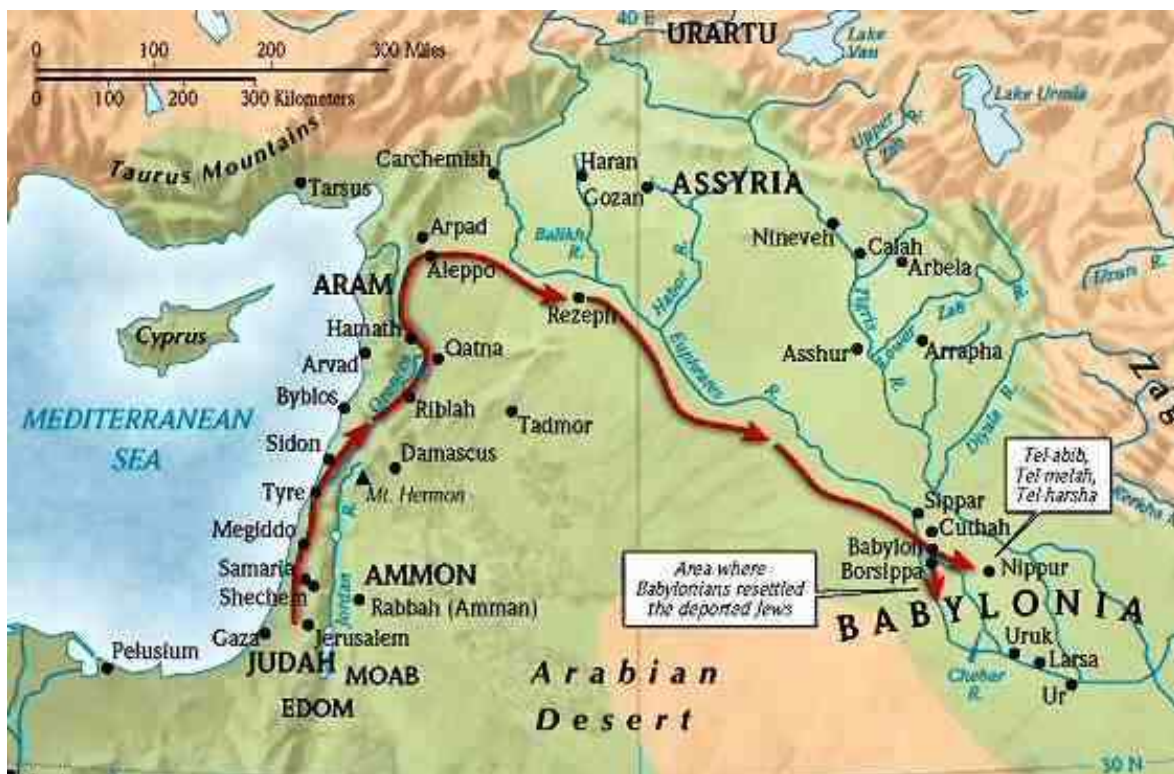 40 E
URARTU
Lake
Van
0 100 200 300 Miles
0 100 200 300 Kilometers
Lake Urmia
Upper
Zab
R.
Taurus Mountains
Tarsus
Carchemish
Haran
Gozan
ASSYRIA
Nineveh
Calah
Arbela
Balikh
R.
Habor
R.
Arpad
Aleppo
ARAM
Rezeph
Tigris
R.
Lower
Zab
R.
Cyprus
Hamath
Arvad
Qatna
Orontes
Asshur
Arrapha
Euphrates
R.
Byblos
Riblah
Tadmor
Diyala
R.
Za
MEDITERRANEAN
SEA
Sidon
Damascus
Mt. Hermon
Tel-abib,
Tel-melah,
Tel-harsha
Tyre
Kerkha
Megiddo
R.
Sippar
Cuthah
Samaria
Shechem
AMMON
Rabbah (Amman)
Jordan
Babylon
Borsippa
Nippur
Area where
Babylonians resettled
the deported Jews
BABYLONIA
Gaza
Jerusalem
Pelusium
JUDAH
MOAB
EDOM
Arabian
Desert
Uruk
Larsa
Ur
Chebar
R.
30 N